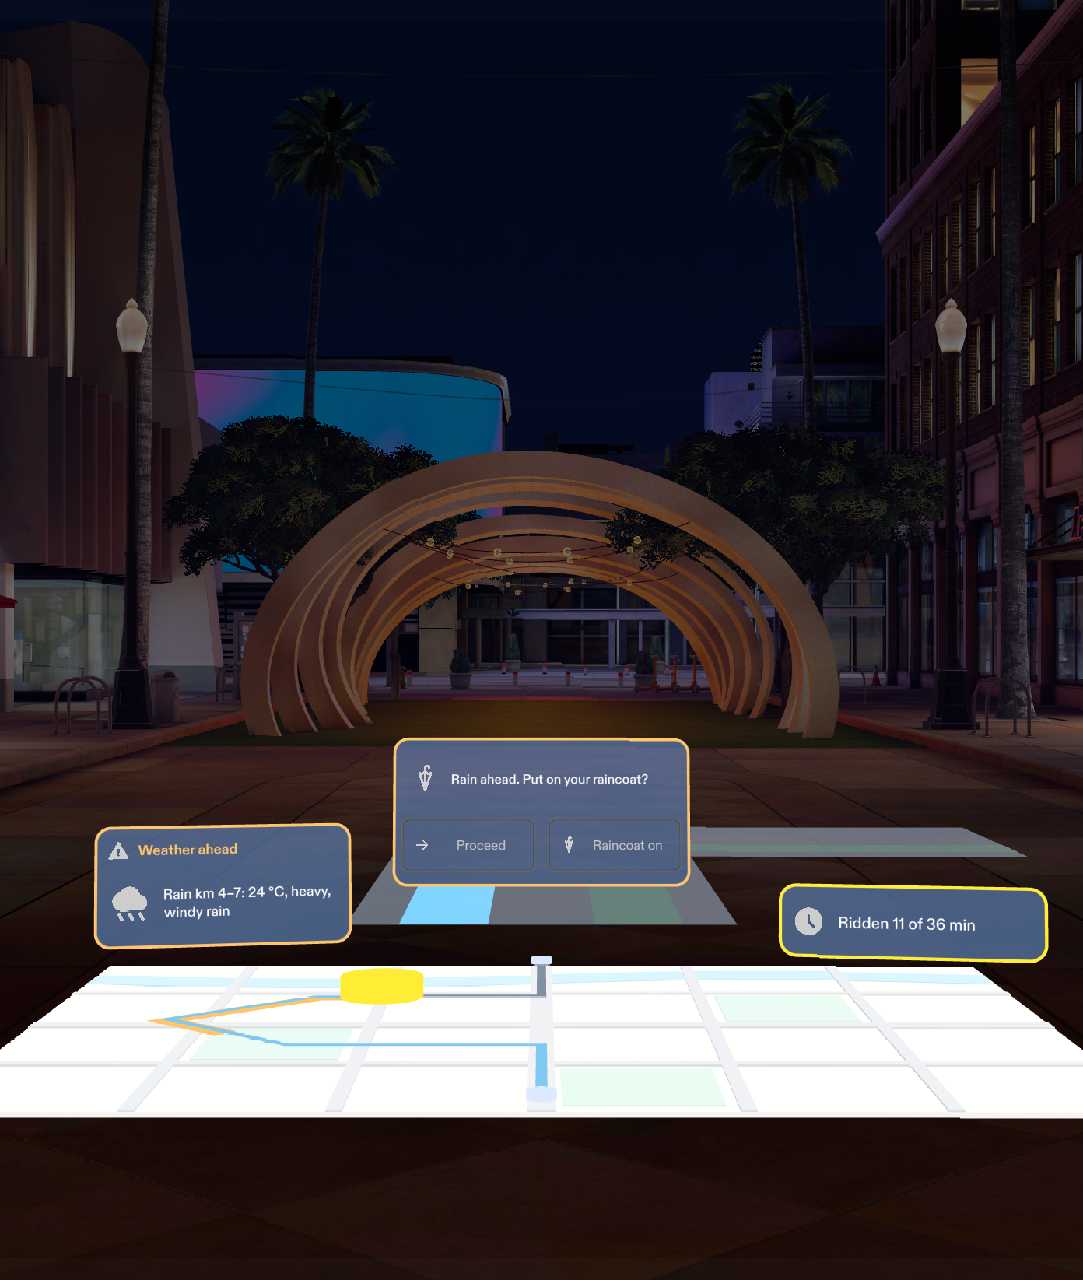 Rain ahead. Put on your raincoat?
Proceed
Raincoat on
Weather ahead
Rain km 4–7: 24 °C, heavy,
windy rain
Ridden 11 of 36 min